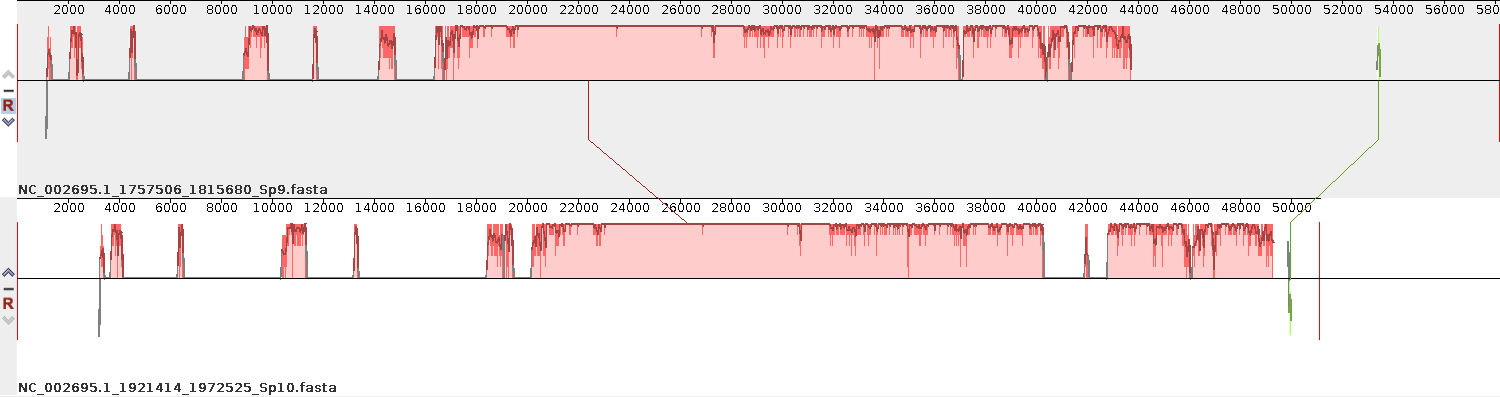 2000 4000 6000 8000 10000 12000 14000 16000 18000 20000 22000 24000 26000 28000 30000 32000 34000 36000 38000 40000 42000 44000 46000 48000 50000 52000 54000 56000 58
R
NC_002695.1_1757506_1815680_Sp9.fasta
2000 4000 6000 8000 10000 12000 14000 16000 18000 20000 22000 24000 26000 28000 30000 32000 34000 36000 38000 40000 42000 44000 46000 48000 50000
R
NC_002695.1_1921414_1972525_Sp10.fasta